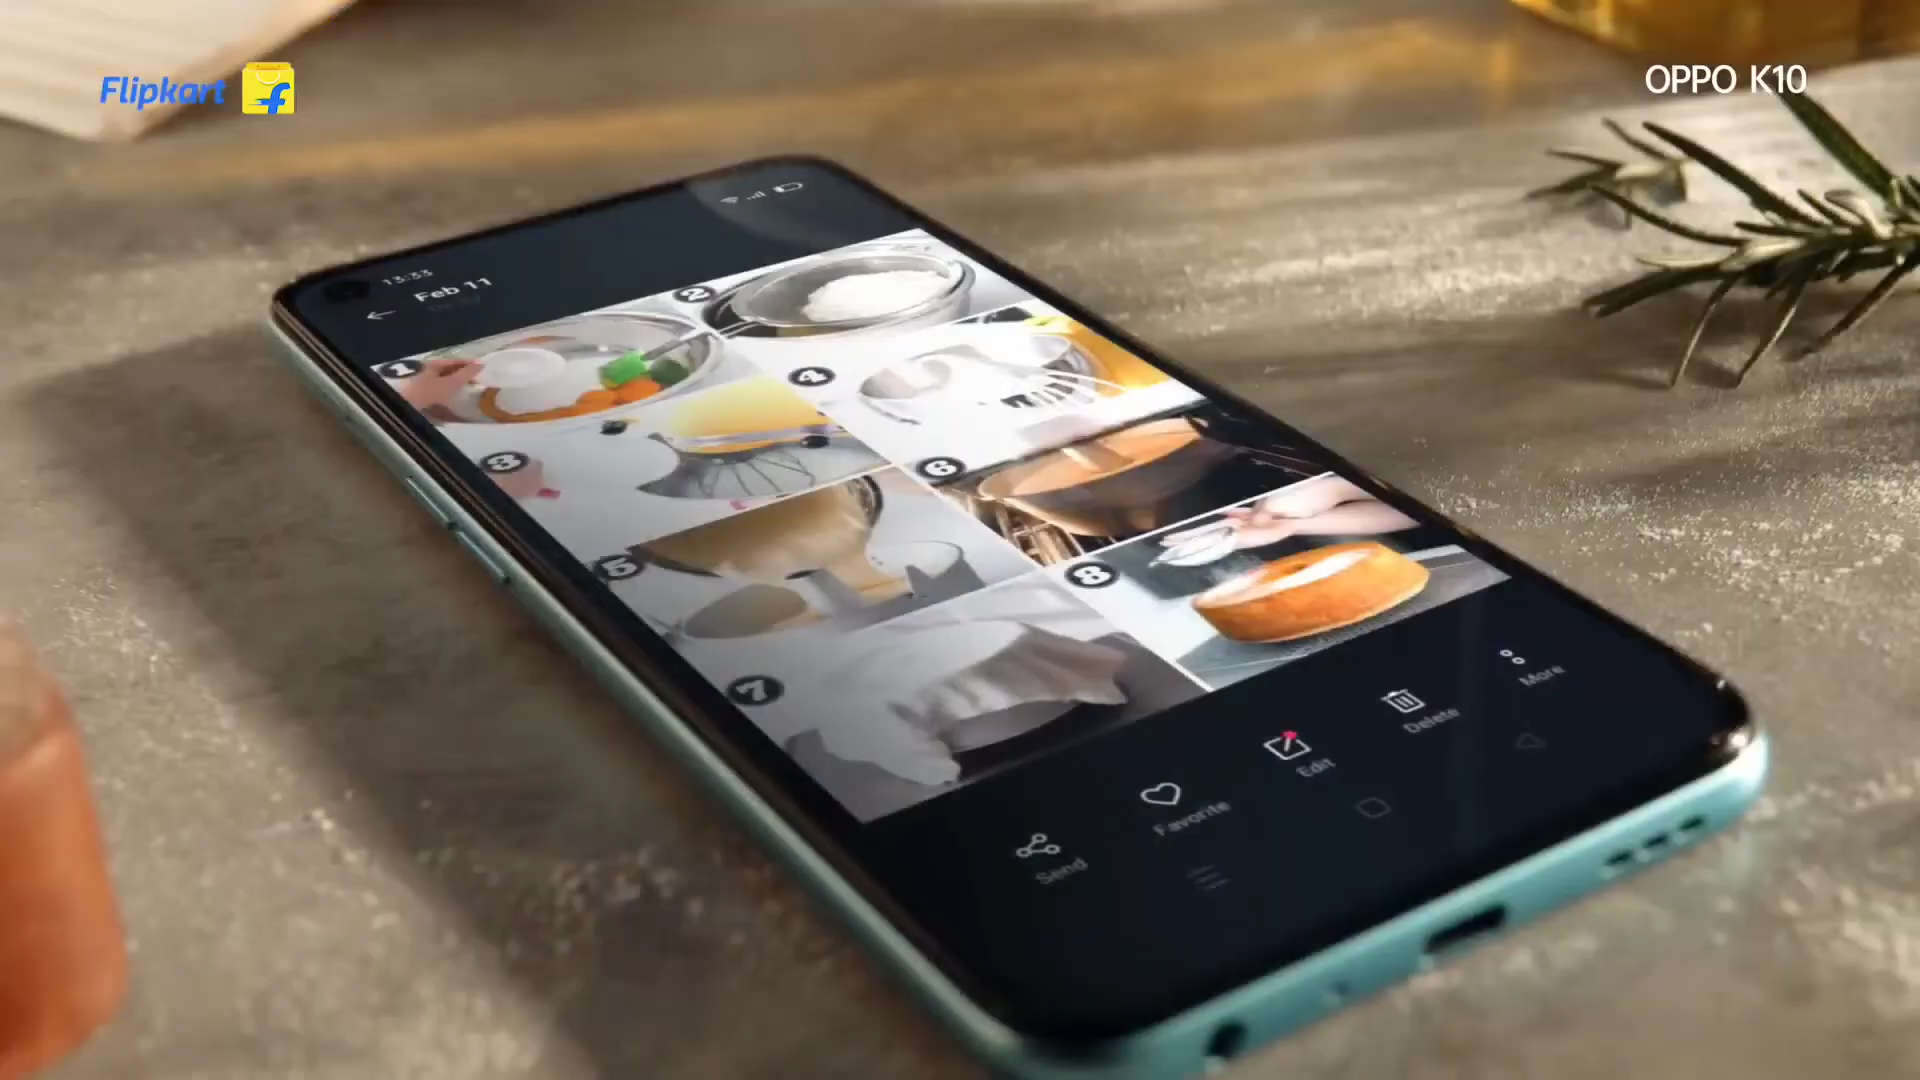 Flipkart
OPPO K10
13:33
Feb 11
1
2
3
4
5
6
7
8
Send
Favorite
Edit
Delete
More